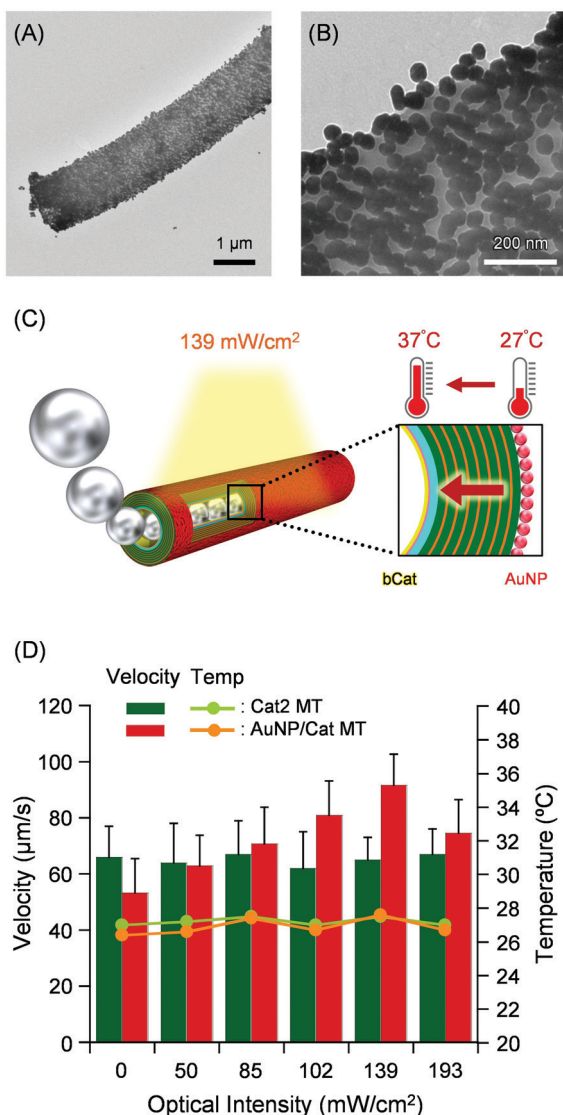 (A)
1 μm
(B)
200 nm
(C)
139 mW/cm²
37°C
27°C
bCat
AuNP
(D)
Velocity Temp
: Cat2 MT
: AuNP/Cat MT
120
100
80
60
40
20
0
Velocity (μm/s)
40
38
36
34
32
30
28
26
24
22
20
Temperature (ºC)
0 50 85 102 139 193
Optical Intensity (mW/cm²)